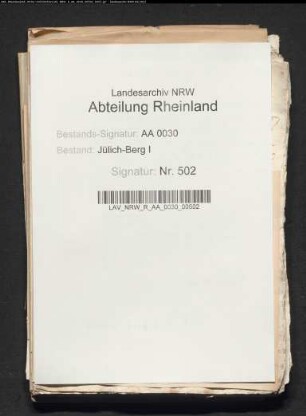 Landesarchiv NRW
Abteilung Rheinland
Bestands-Signatur: AA 0030
Bestand: Jülich-Berg I
Signatur: Nr. 502
LAV_NRW_R_AA_0030_00502